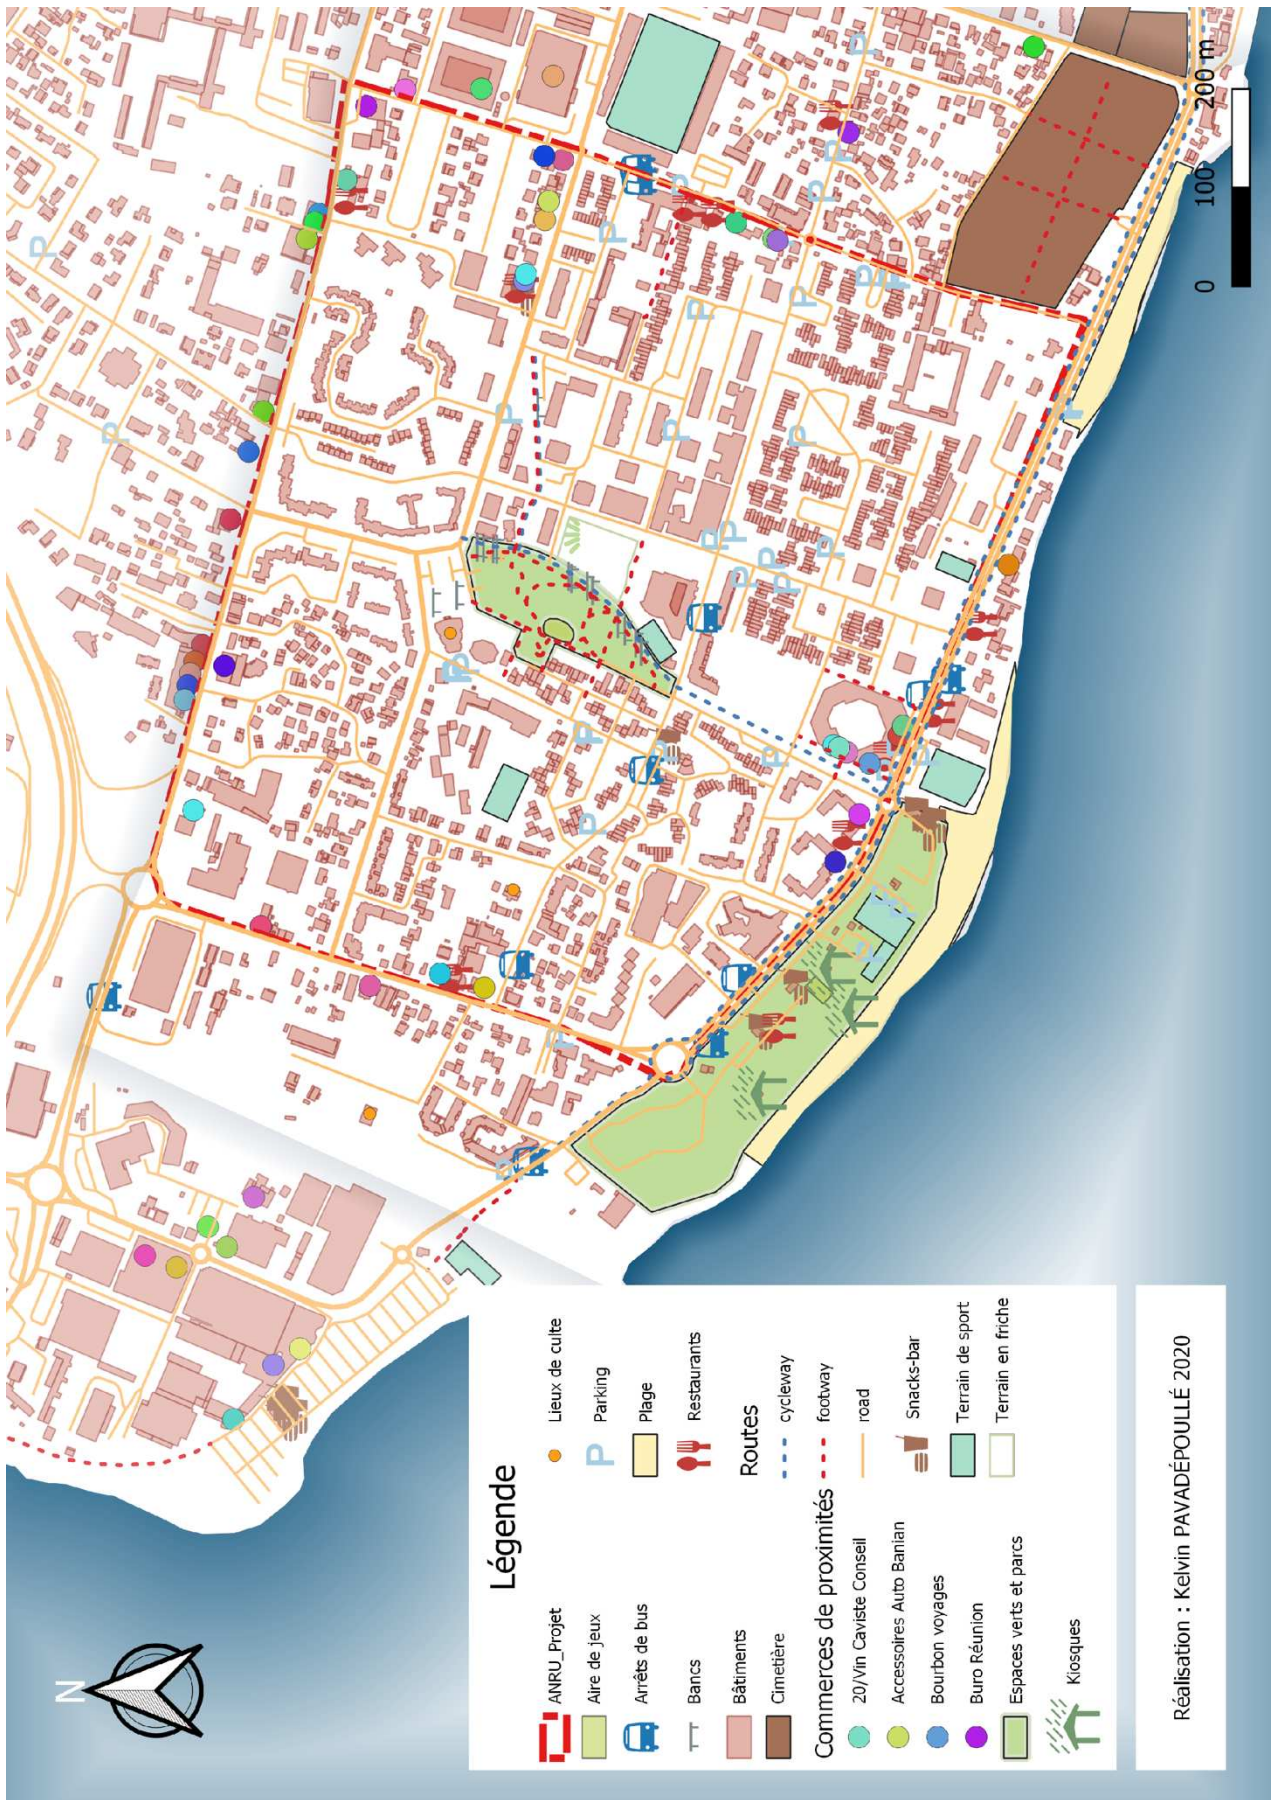 N
Légende
ANRU_Projet
Aire de jeux
Arrêts de bus
Bancs
Bâtiments
Cimetière
Commerces de proximités
20/Vin Caviste Conseil
Accessoires Auto Banian
Bourbon voyages
Buro Réunion
Espaces verts et parcs
Kiosques
Lieux de culte
P Parking
Plage
Restaurants
Routes
cycleway
footway
road
Snacks-bar
Terrain de sport
Terrain en friche
Réalisation : Kelvin PAVADÉPOULLÉ 2020
0 100 200 m